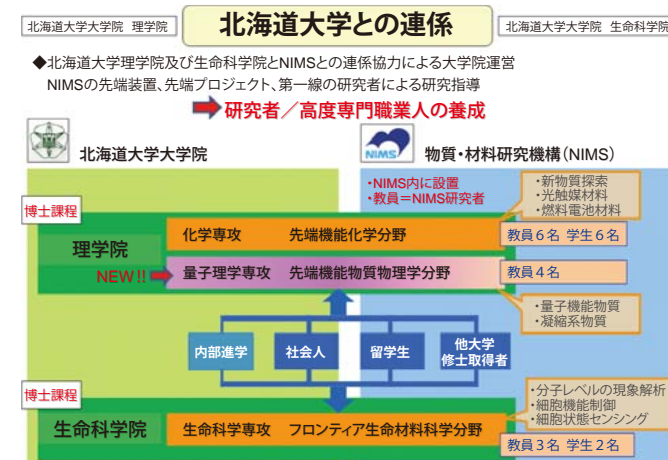 北海道大学大学院 理学院
北海道大学との連係
北海道大学大学院 生命科学院
◆北海道大学理学院及び生命科学院とNIMSとの連係協力による大学院運営
NIMSの先端装置、先端プロジェクト、第一線の研究者による研究指導
研究者／高度専門職業人の養成
北海道大学大学院
NIMS
物質・材料研究機構(NIMS)
・NIMS内に設置
・教員=NIMS研究者
・新物質探索
・光触媒材料
・燃料電池材料
博士課程
理学院
化学専攻 先端機能化学分野
教員6名 学生6名
NEW!!
量子理学専攻 先端機能物質物理学分野
教員4名
・量子機能物質
・凝縮系物質
内部進学
社会人
留学生
他大学
修士取得者
博士課程
・分子レベルの現象解析
・細胞機能制御
・細胞状態センシング
生命科学院
生命科学専攻 フロンティア生命材料科学分野
教員3名 学生2名